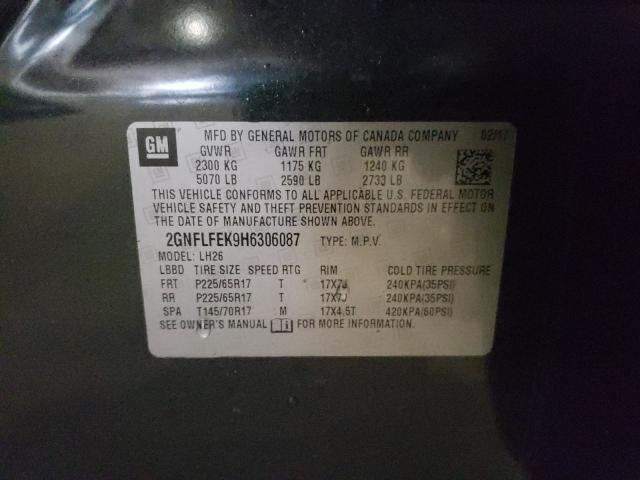 GM MFD BY GENERAL MOTORS OF CANADA COMPANY 02/17
GVWR GAWR FRT GAWR RR
2300 KG 1175 KG 1240 KG
5070 LB 2590 LB 2733 LB
THIS VEHICLE CONFORMS TO ALL APPLICABLE U.S. FEDERAL MOTOR
VEHICLE SAFETY AND THEFT PREVENTION STANDARDS IN EFFECT ON
THE DATE OF MANUFACTURE SHOWN ABOVE.
2GNFLFEK9H6306087 TYPE: M.P.V.
MODEL: LH26
LBBD TIRE SIZE SPEED RTG RIM COLD TIRE PRESSURE
FRT P225/65R17 T 17X7J 240KPA(35PSI)
RR P225/65R17 T 17X7J 240KPA(35PSI)
SPA T145/70R17 M 17X4.5T 420KPA(60PSI)
SEE OWNER'S MANUAL FOR MORE INFORMATION.